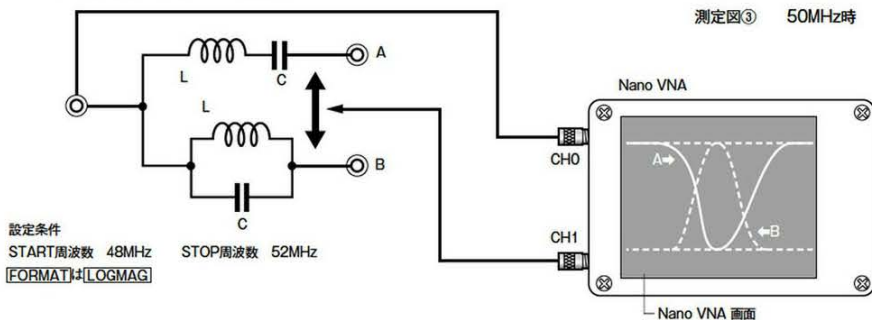 測定図③ 50MHz時
A
L
C
Nano VNA
L
CH0
A➡
B
C
⬅B
設定条件
START周波数 48MHz STOP周波数 52MHz
FORMATはLOGMAG
CH1
Nano VNA 画面